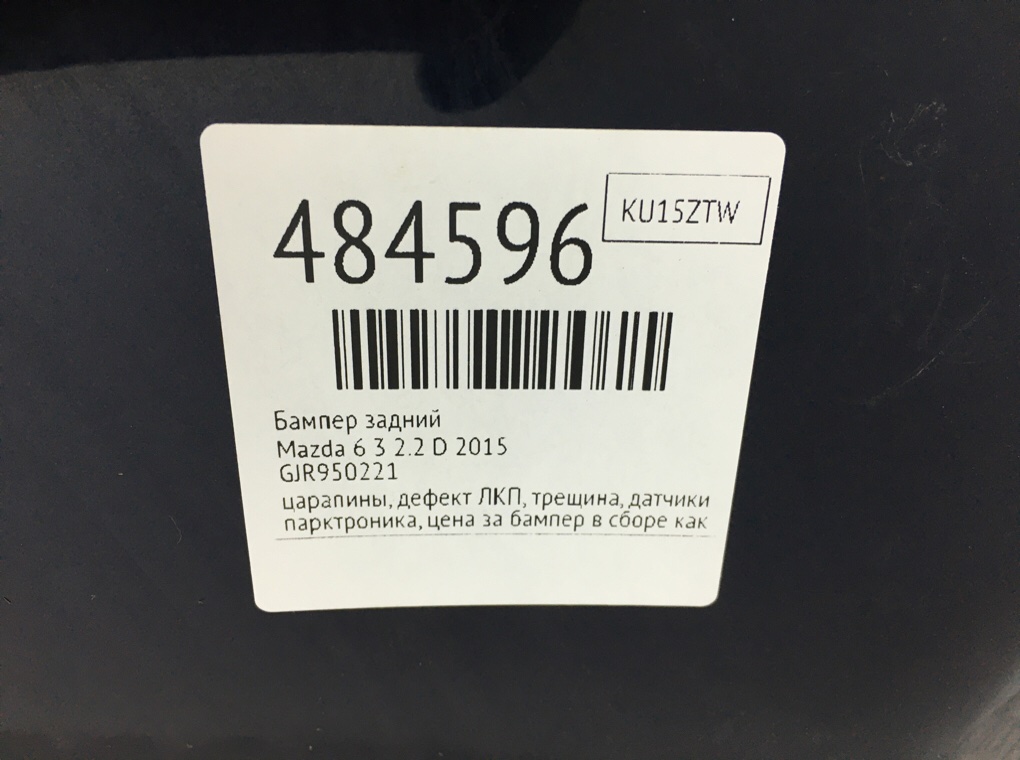 484596
KU15ZTW
Бампер задний
Mazda 6 3 2.2 D 2015
GJR950221
царапины, дефект ЛКП, трещина, датчики
парктроника, цена за бампер в сборе как